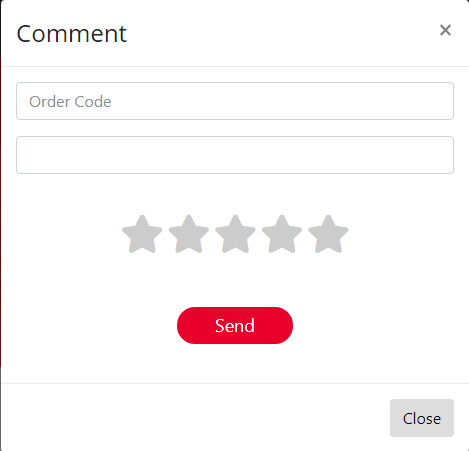 Comment
×
Order Code
Send
Close